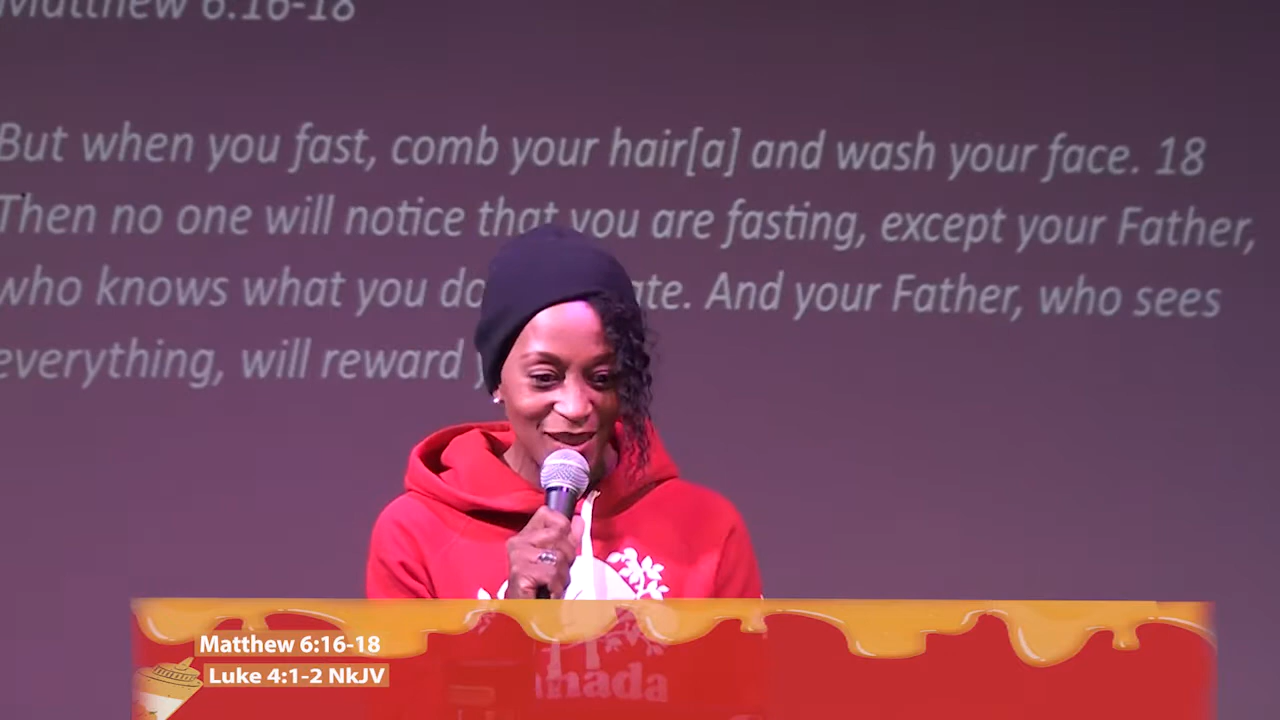 Matthew 6:16-18
But when you fast, comb your hair[a] and wash your face. 18
Then no one will notice that you are fasting, except your Father,
who knows what you do ate. And your Father, who sees
everything, will reward
Matthew 6:16-18
Luke 4:1-2 NkJV